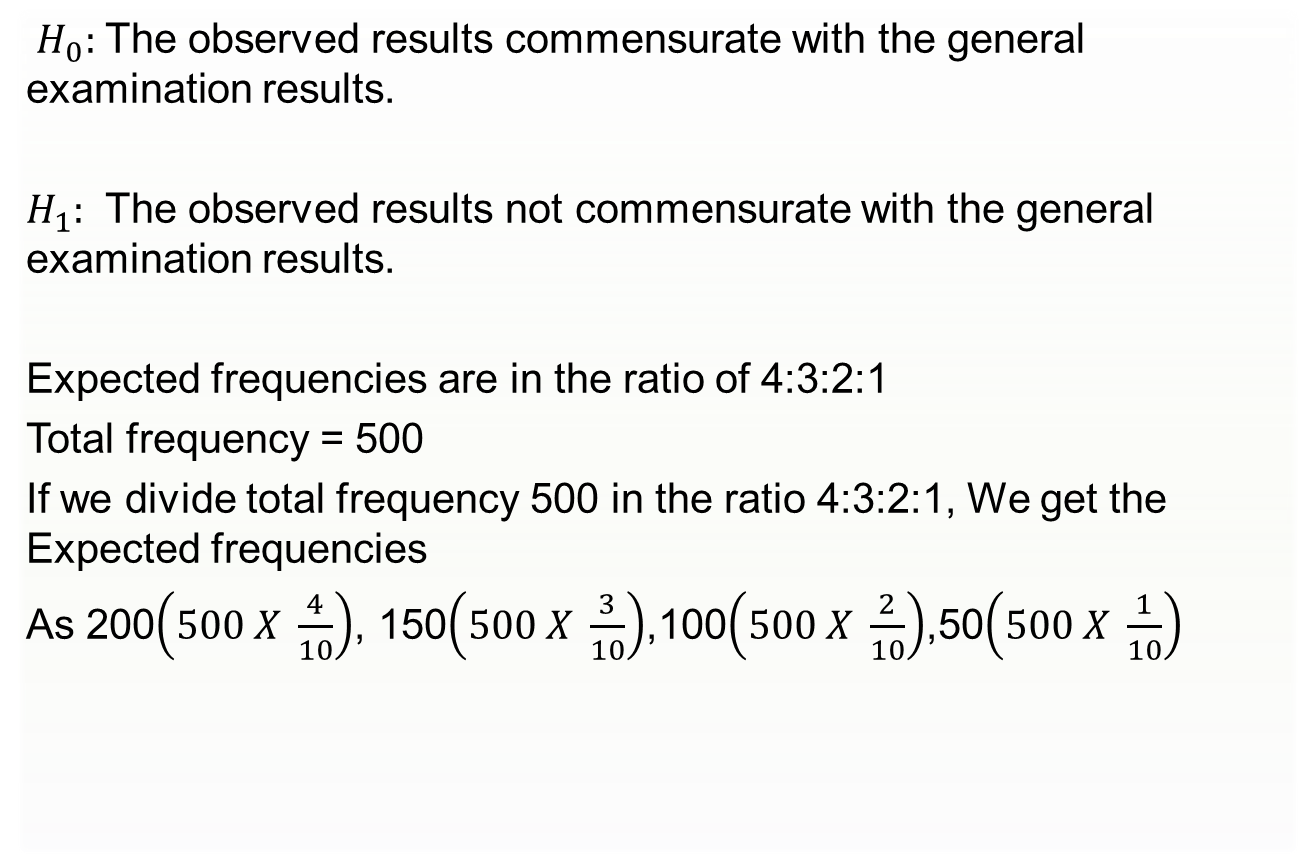 H₀: The observed results commensurate with the general
examination results.
H₁: The observed results not commensurate with the general
examination results.
Expected frequencies are in the ratio of 4:3:2:1
Total frequency = 500
If we divide total frequency 500 in the ratio 4:3:2:1, We get the
Expected frequencies
As 200(500 X 4/10), 150(500 X 3/10),100(500 X 2/10),50(500 X 1/10)